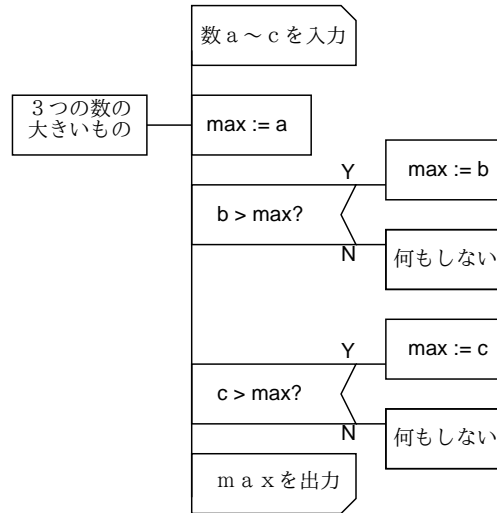 数ａ～ｃを入力
３つの数の
大きいもの
max := a
Y
max := b
b > max?
N
何もしない
Y
max := c
c > max?
N
何もしない
ｍａｘを出力